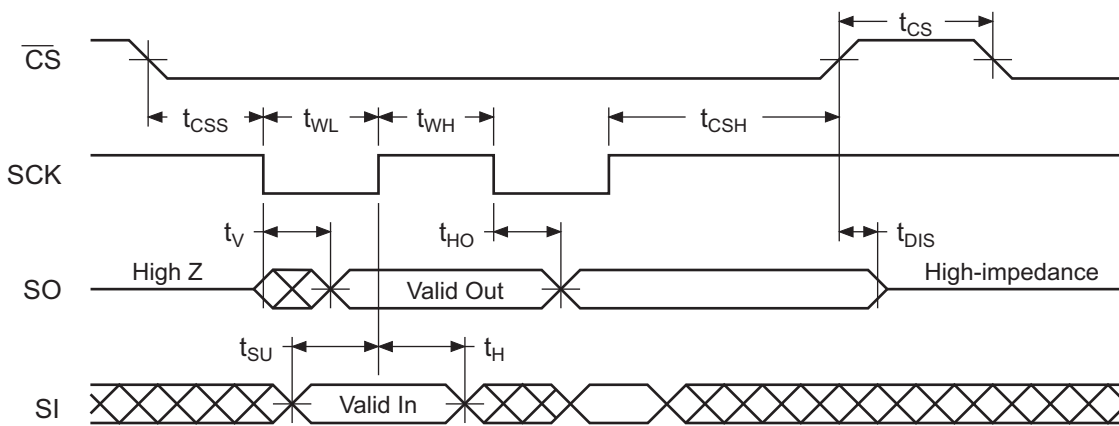 t_CS
CS
t_CSS t_WL t_WH t_CSH
SCK
t_V t_HO t_DIS
High Z High-impedance
SO Valid Out
t_SU t_H
SI Valid In